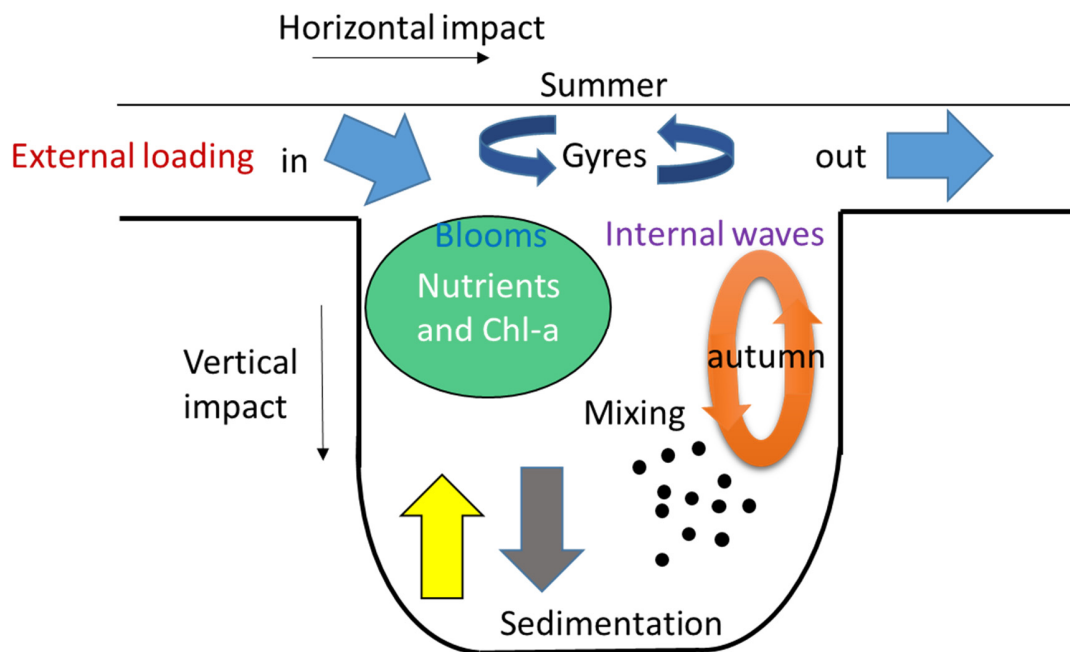 Horizontal impact
Summer
External loading in
Gyres
out
Blooms
Internal waves
Nutrients
and Chl-a
Vertical
impact
autumn
Mixing
Sedimentation